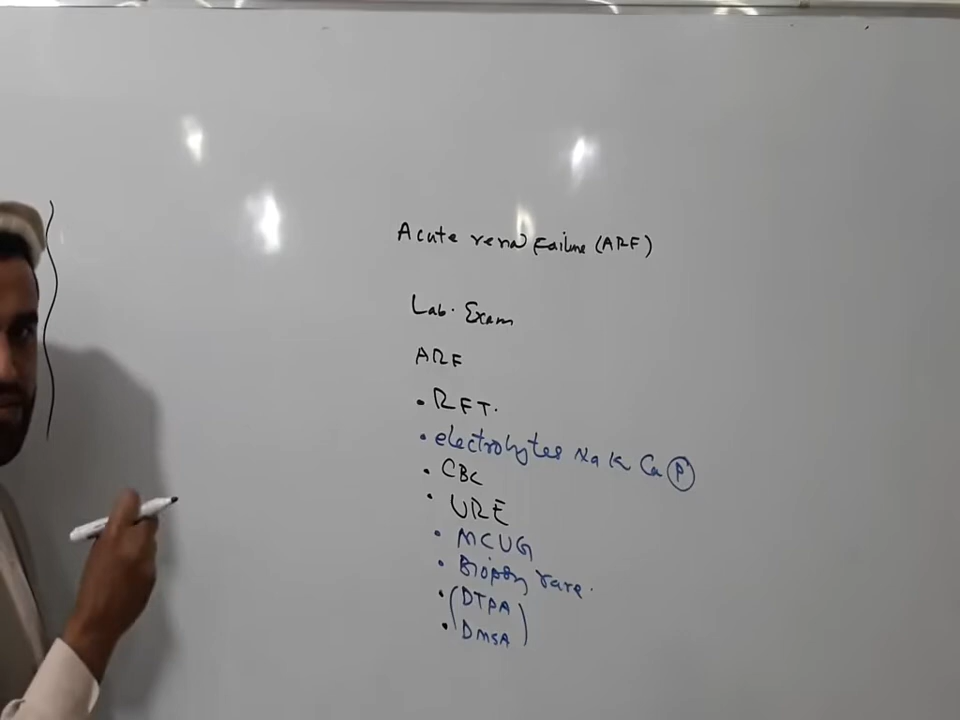 Acute renal Failure (ARF)
Lab. Exam
ARF
• RFT.
• electrolytes Na K Ca P
• CBC
• URE
• MCUG
• Biopsy rare.
• (DTPA
• DMSA)